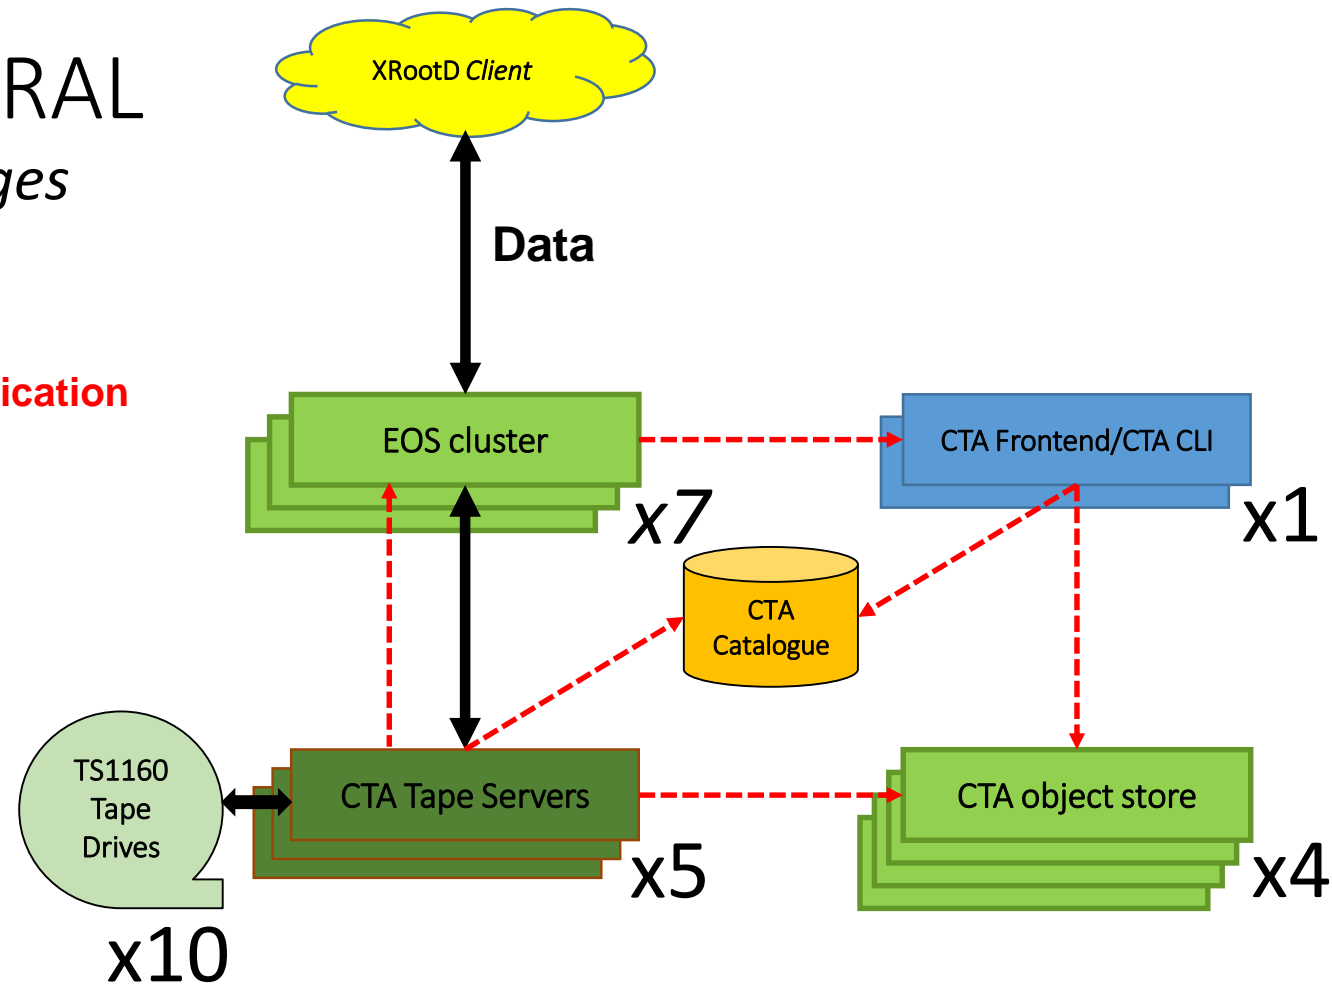 XRootD Client
RAL
ges
Data
ication
EOS cluster
CTA Frontend/CTA CLI
x7
x1
CTA
Catalogue
TS1160
Tape
Drives
CTA Tape Servers
CTA object store
x5
x4
x10